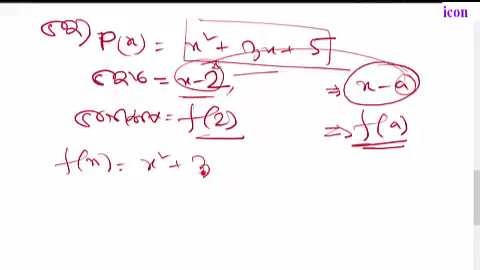 icon
P(x) = x² + 3x + 5
= x-2,
⇒ x-a
= f(2)
⇒ f(a)
f(x) = x² + 3